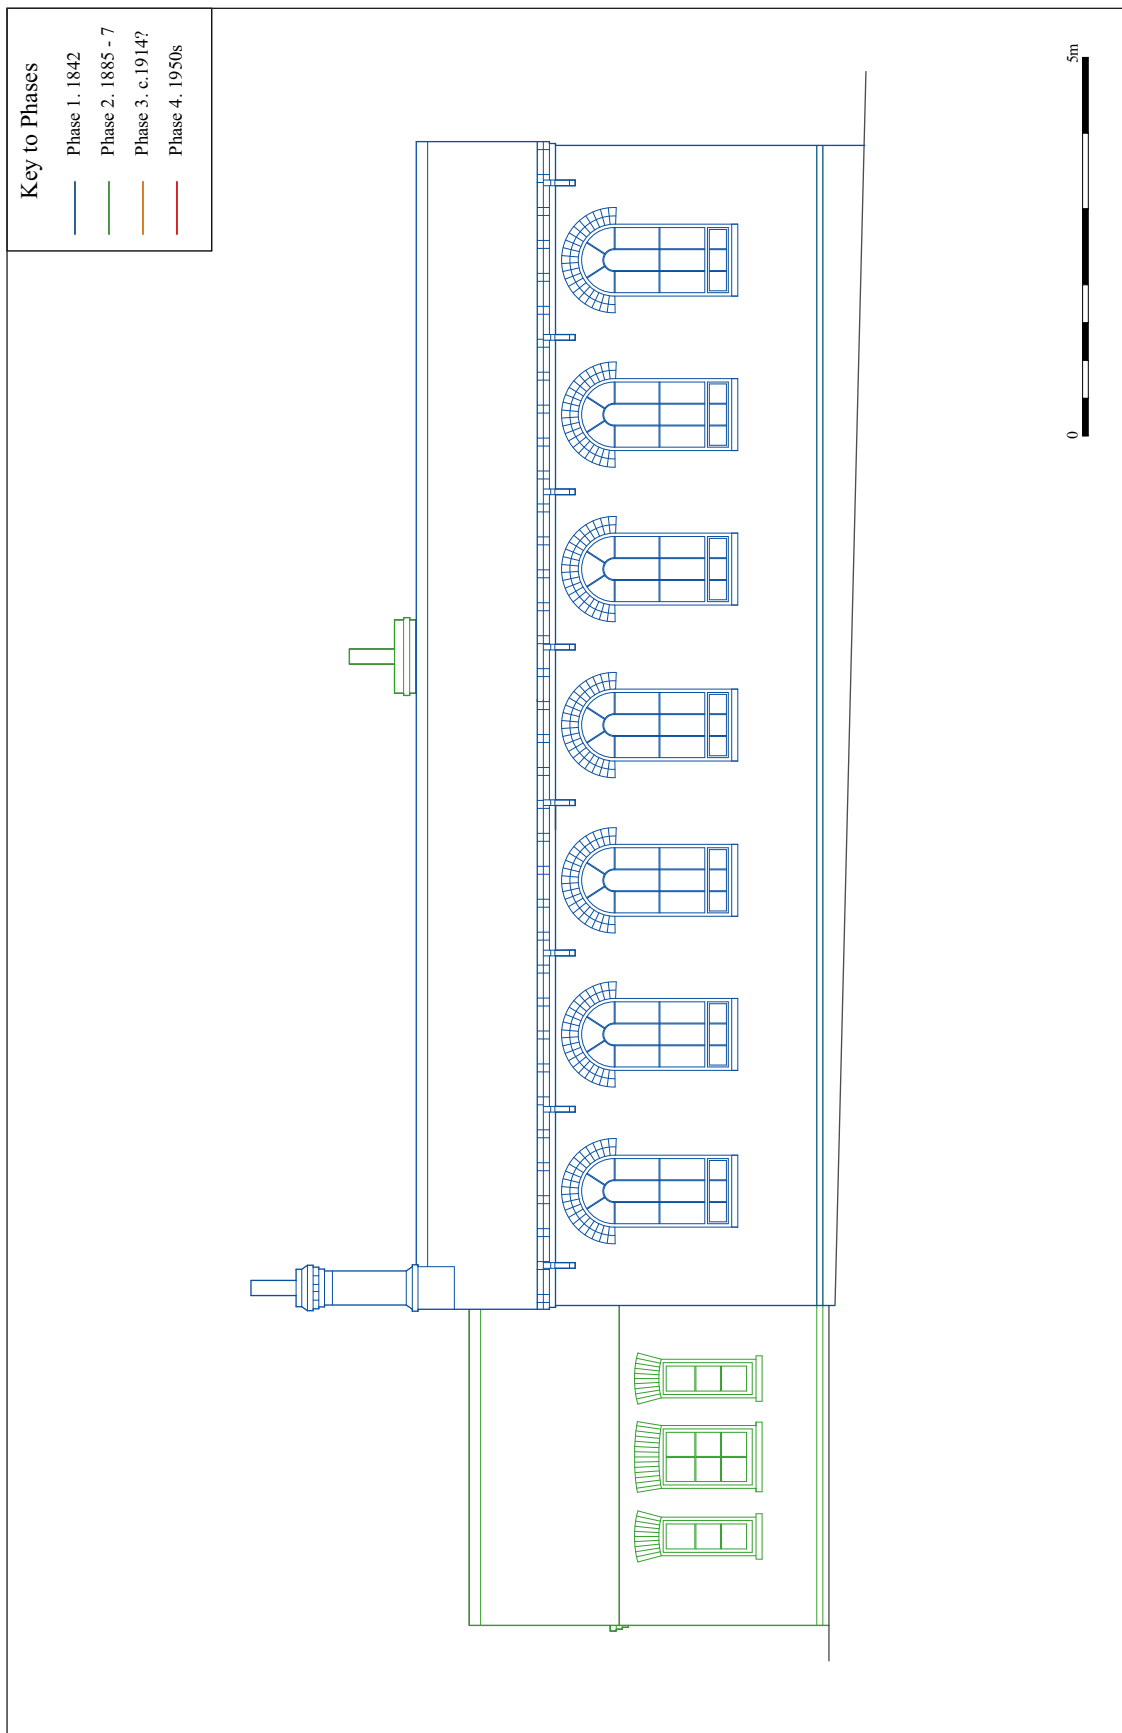 Key to Phases
Phase 1. 1842
Phase 2. 1885 - 7
Phase 3. c.1914?
Phase 4. 1950s
0
5m